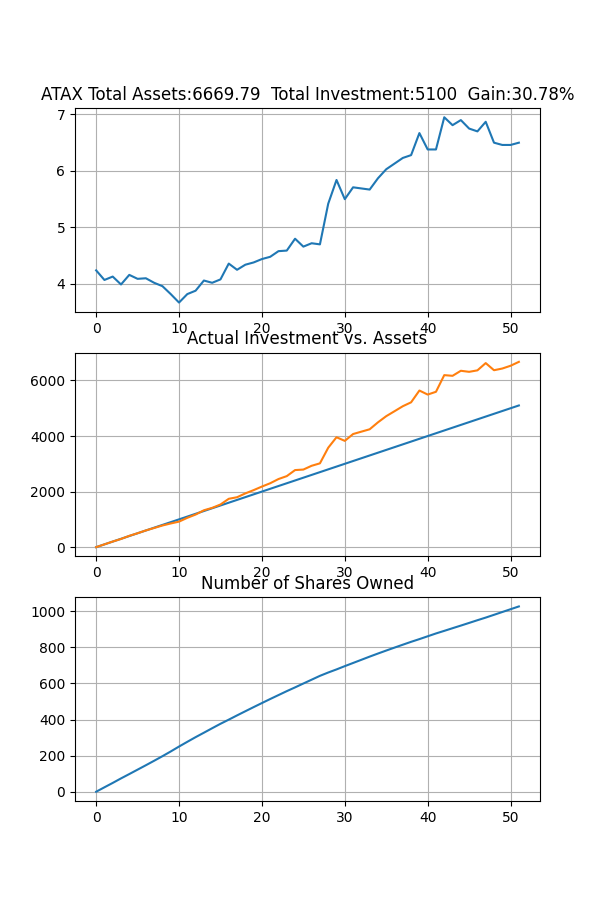 ATAX Total Assets:6669.79  Total Investment:5100  Gain:30.78%
7
6
5
4
0 10 20 30 40 50
Actual Investment vs. Assets
6000
4000
2000
0
0 10 20 30 40 50
Number of Shares Owned
1000
800
600
400
200
0
0 10 20 30 40 50